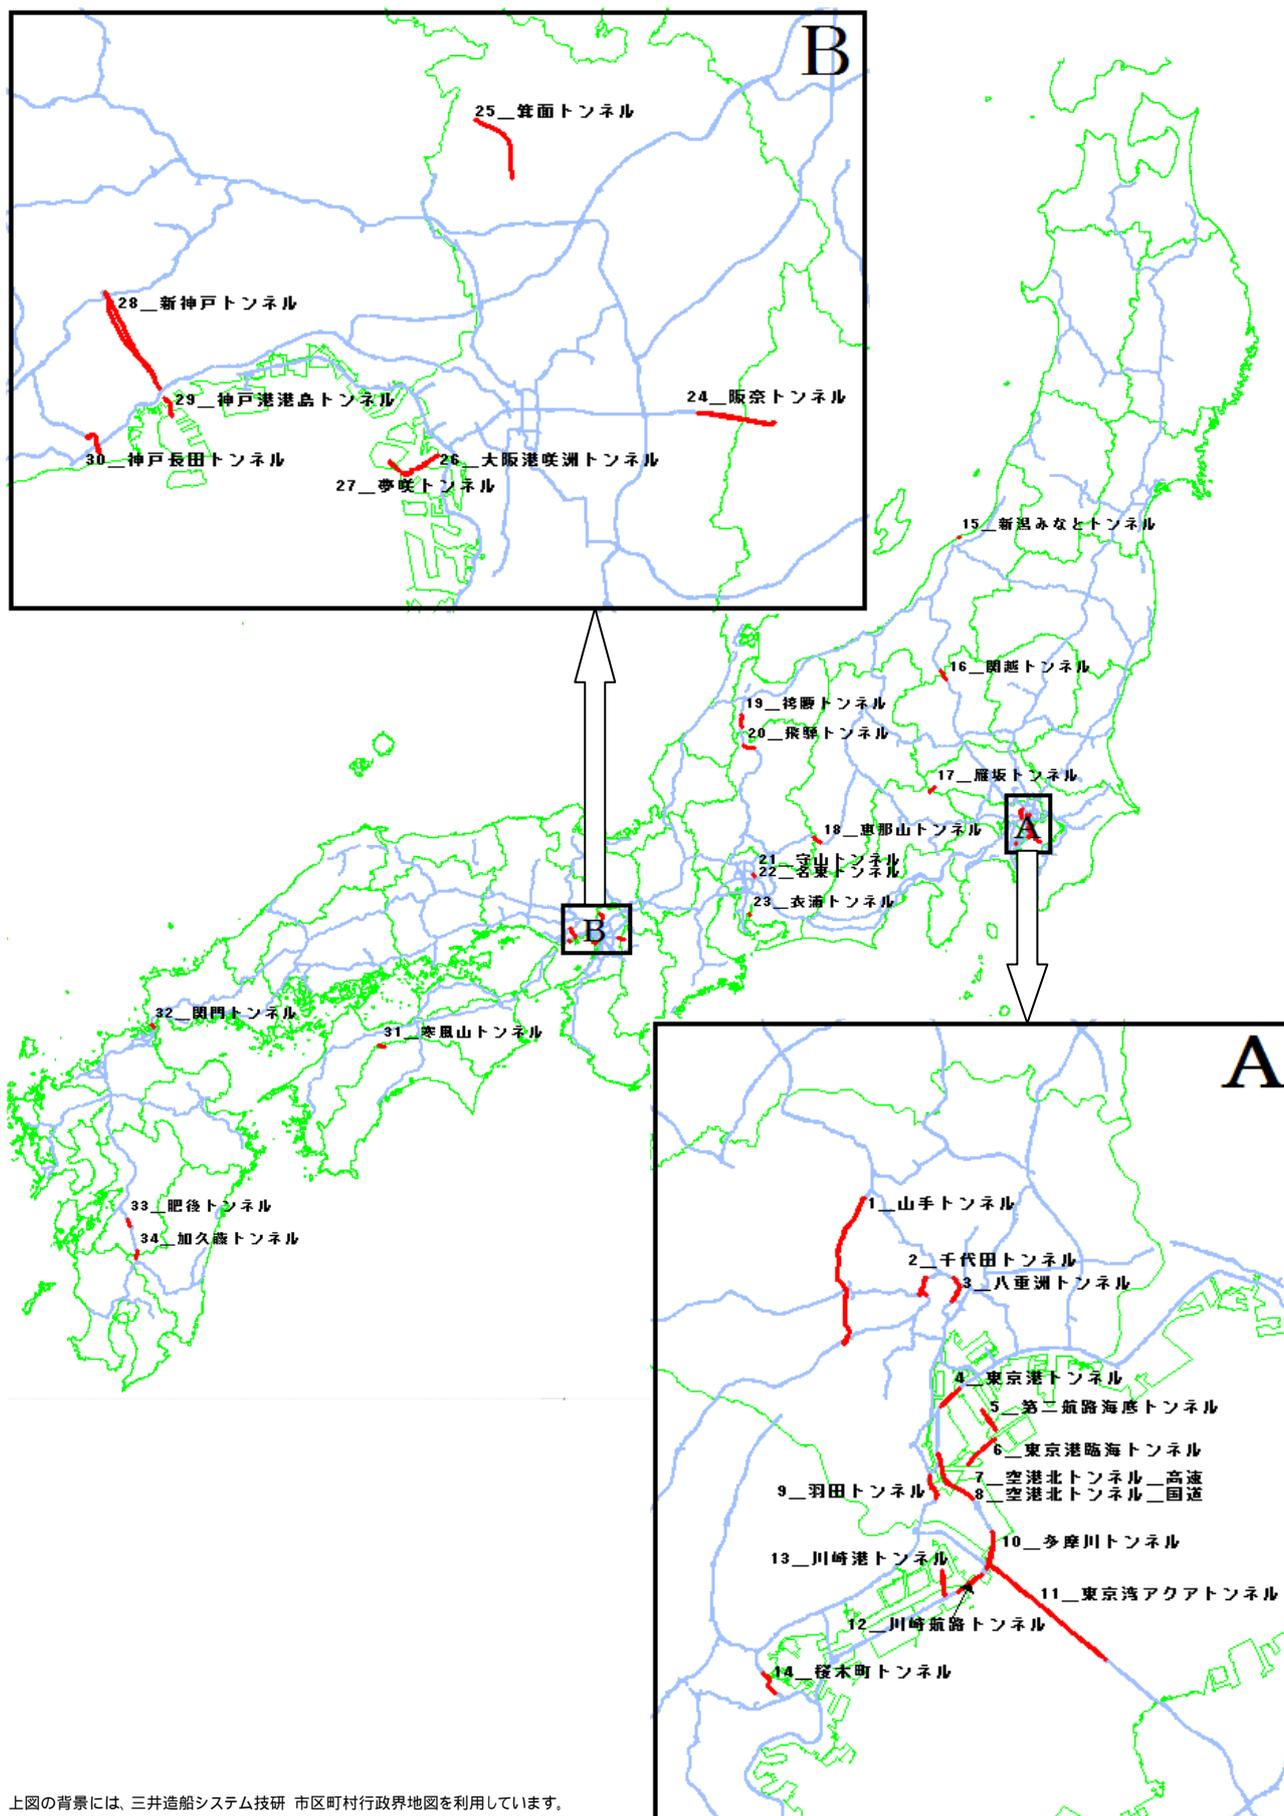 B
25__箕面トンネル
28__新神戸トンネル
29__神戸港港島トンネル
24__阪奈トンネル
30__神戸長田トンネル
26__大阪港咲洲トンネル
27__夢咲トンネル
15__新潟みなとトンネル
16__関越トンネル
19__袴腰トンネル
20__飛騨トンネル
17__雁坂トンネル
18__恵那山トンネル
A
21__守山トンネル
22__名東トンネル
23__衣浦トンネル
B
32__関門トンネル
31__寒風山トンネル
33__肥後トンネル
34__加久藤トンネル
A
1__山手トンネル
2__千代田トンネル
3__八重洲トンネル
4__東京港トンネル
5__第二航路海底トンネル
6__東京港臨海トンネル
7__空港北トンネル__高速
8__空港北トンネル__国道
9__羽田トンネル
10__多摩川トンネル
13__川崎港トンネル
11__東京湾アクアトンネル
12__川崎航路トンネル
14__桜木町トンネル
上図の背景には、三井造船システム技研 市区町村行政界地図を利用しています。